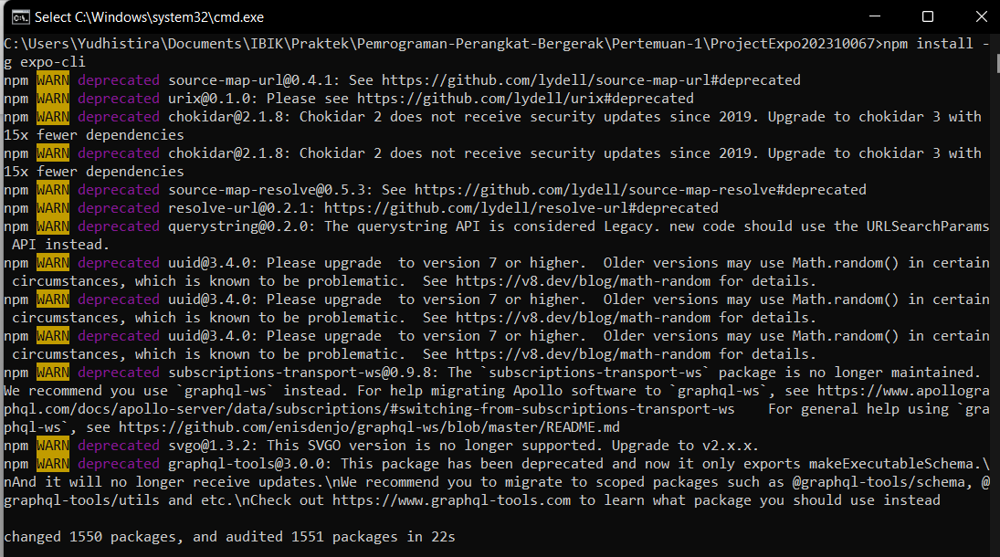 Select C:\Windows\system32\cmd.exe
C:\Users\Yudhistira\Documents\IBIK\Praktek\Pemrograman-Perangkat-Bergerak\Pertemuan-1\ProjectExpo202310067>npm install -
g expo-cli
npm WARN deprecated source-map-url@0.4.1: See https://github.com/lydell/source-map-url#deprecated
npm WARN deprecated urix@0.1.0: Please see https://github.com/lydell/urix#deprecated
npm WARN deprecated chokidar@2.1.8: Chokidar 2 does not receive security updates since 2019. Upgrade to chokidar 3 with
15x fewer dependencies
npm WARN deprecated chokidar@2.1.8: Chokidar 2 does not receive security updates since 2019. Upgrade to chokidar 3 with
15x fewer dependencies
npm WARN deprecated source-map-resolve@0.5.3: See https://github.com/lydell/source-map-resolve#deprecated
npm WARN deprecated resolve-url@0.2.1: https://github.com/lydell/resolve-url#deprecated
npm WARN deprecated querystring@0.2.0: The querystring API is considered Legacy. new code should use the URLSearchParams
API instead.
npm WARN deprecated uuid@3.4.0: Please upgrade  to version 7 or higher.  Older versions may use Math.random() in certain
circumstances, which is known to be problematic.  See https://v8.dev/blog/math-random for details.
npm WARN deprecated uuid@3.4.0: Please upgrade  to version 7 or higher.  Older versions may use Math.random() in certain
circumstances, which is known to be problematic.  See https://v8.dev/blog/math-random for details.
npm WARN deprecated uuid@3.4.0: Please upgrade  to version 7 or higher.  Older versions may use Math.random() in certain
circumstances, which is known to be problematic.  See https://v8.dev/blog/math-random for details.
npm WARN deprecated subscriptions-transport-ws@0.9.8: The `subscriptions-transport-ws` package is no longer maintained.
We recommend you use `graphql-ws` instead. For help migrating Apollo software to `graphql-ws`, see https://www.apollogra
phql.com/docs/apollo-server/data/subscriptions/#switching-from-subscriptions-transport-ws    For general help using `gra
phql-ws`, see https://github.com/enisdenjo/graphql-ws/blob/master/README.md
npm WARN deprecated svgo@1.3.2: This SVGO version is no longer supported. Upgrade to v2.x.x.
npm WARN deprecated graphql-tools@3.0.0: This package has been deprecated and now it only exports makeExecutableSchema.\
nAnd it will no longer receive updates.\nWe recommend you to migrate to scoped packages such as @graphql-tools/schema, @
graphql-tools/utils and etc.\nCheck out https://www.graphql-tools.com to learn what package you should use instead
changed 1550 packages, and audited 1551 packages in 22s